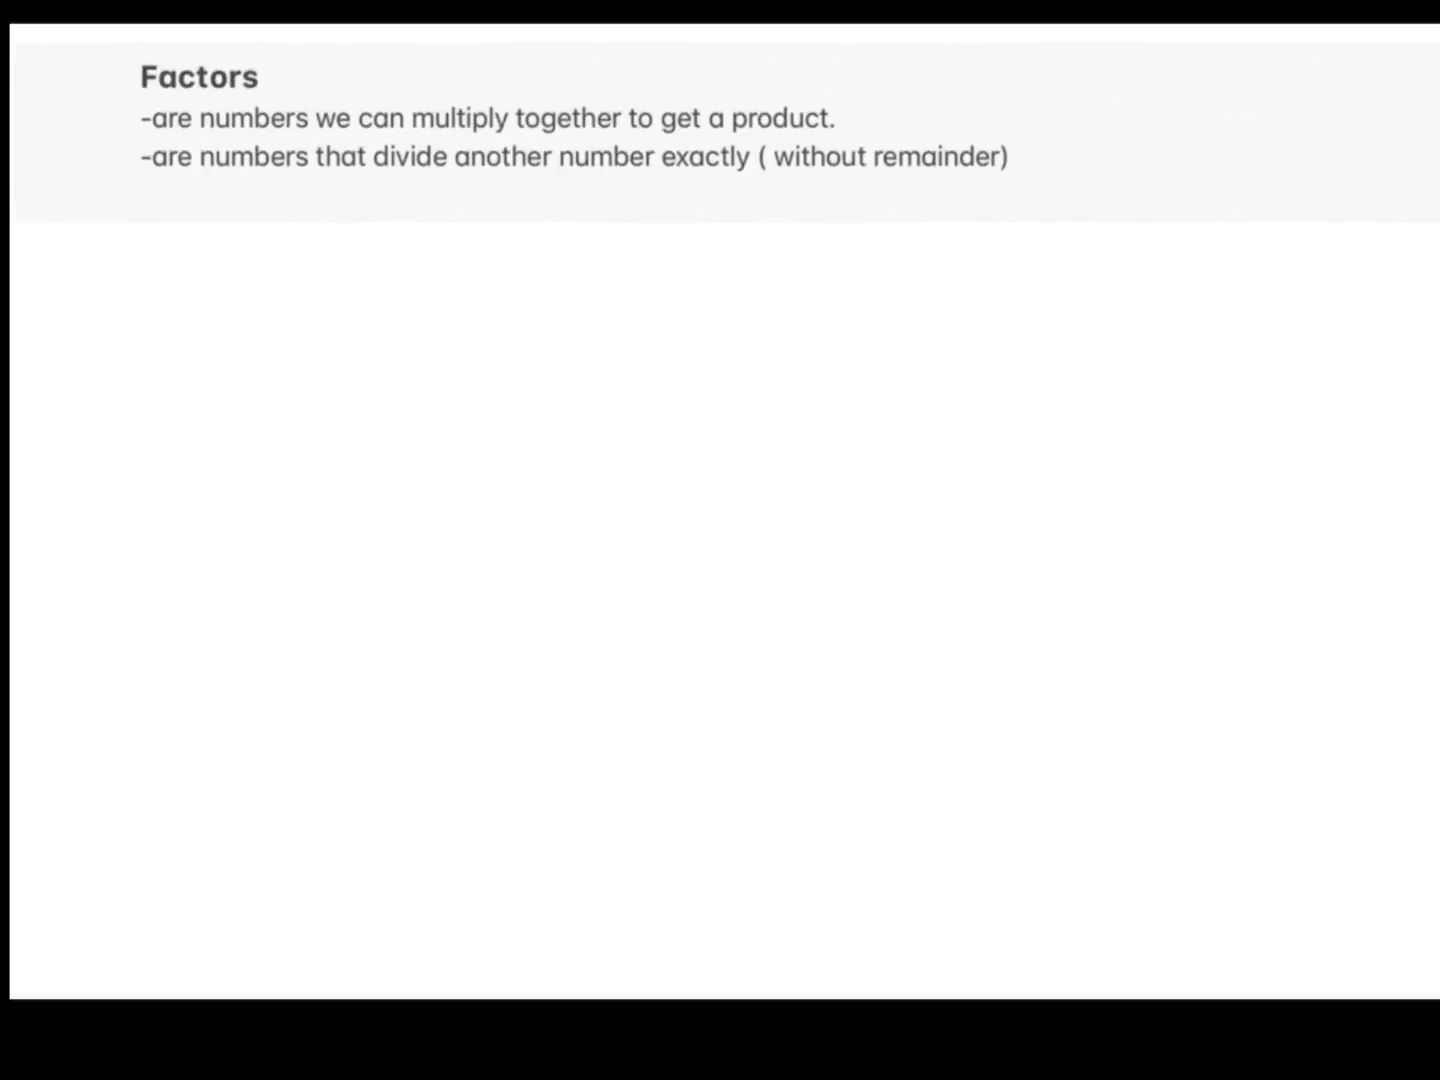 Factors
-are numbers we can multiply together to get a product.
-are numbers that divide another number exactly ( without remainder)